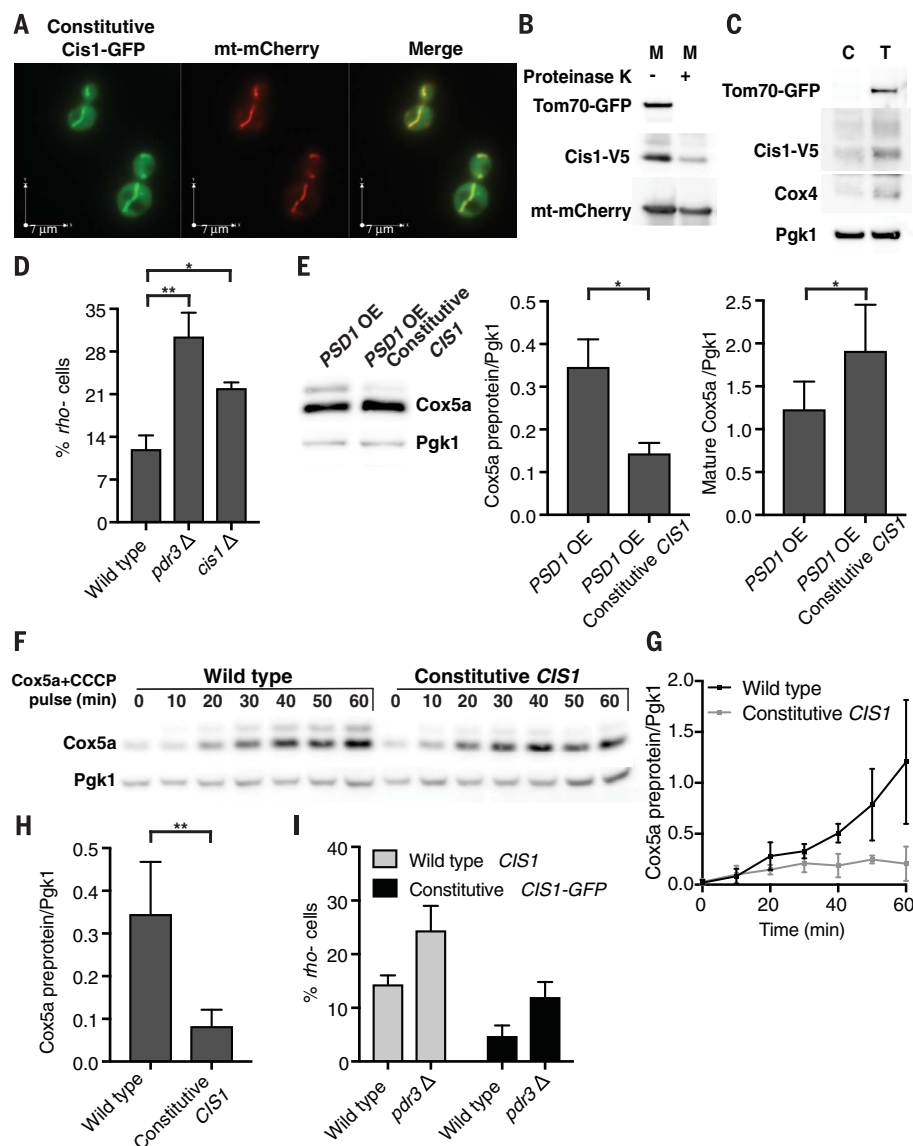 A
Constitutive
Cis1-GFP
mt-mCherry
Merge
7 µm
7 µm
7 µm
B
M M
Proteinase K - +
Tom70-GFP
Cis1-V5
mt-mCherry
C
C T
Tom70-GFP
Cis1-V5
Cox4
Pgk1
D
% rho- cells
35
28
21
14
7
0
*
**
Wild type
pdr3 Δ
cis1 Δ
E
PSD1 OE
PSD1 OE
Constitutive
CIS1
Cox5a
Pgk1
Cox5a preprotein/Pgk1
0.5
0.4
0.3
0.2
0.1
0.0
*
PSD1 OE
PSD1 OE
Constitutive CIS1
Mature Cox5a /Pgk1
2.5
2.0
1.5
1.0
0.5
0.0
*
PSD1 OE
PSD1 OE
Constitutive CIS1
F
Cox5a+CCCP
pulse (min)
Wild type
0 10 20 30 40 50 60
Constitutive CIS1
0 10 20 30 40 50 60
Cox5a
Pgk1
G
Cox5a preprotein/Pgk1
2.0
1.5
1.0
0.5
0.0
Wild type
Constitutive CIS1
0 20 40 60
Time (min)
H
Cox5a preprotein/Pgk1
0.5
0.4
0.3
0.2
0.1
0.0
**
Wild type
Constitutive
CIS1
I
% rho- cells
40
30
20
10
0
Wild type CIS1
Constitutive CIS1-GFP
Wild type
pdr3 Δ
Wild type
pdr3 Δ